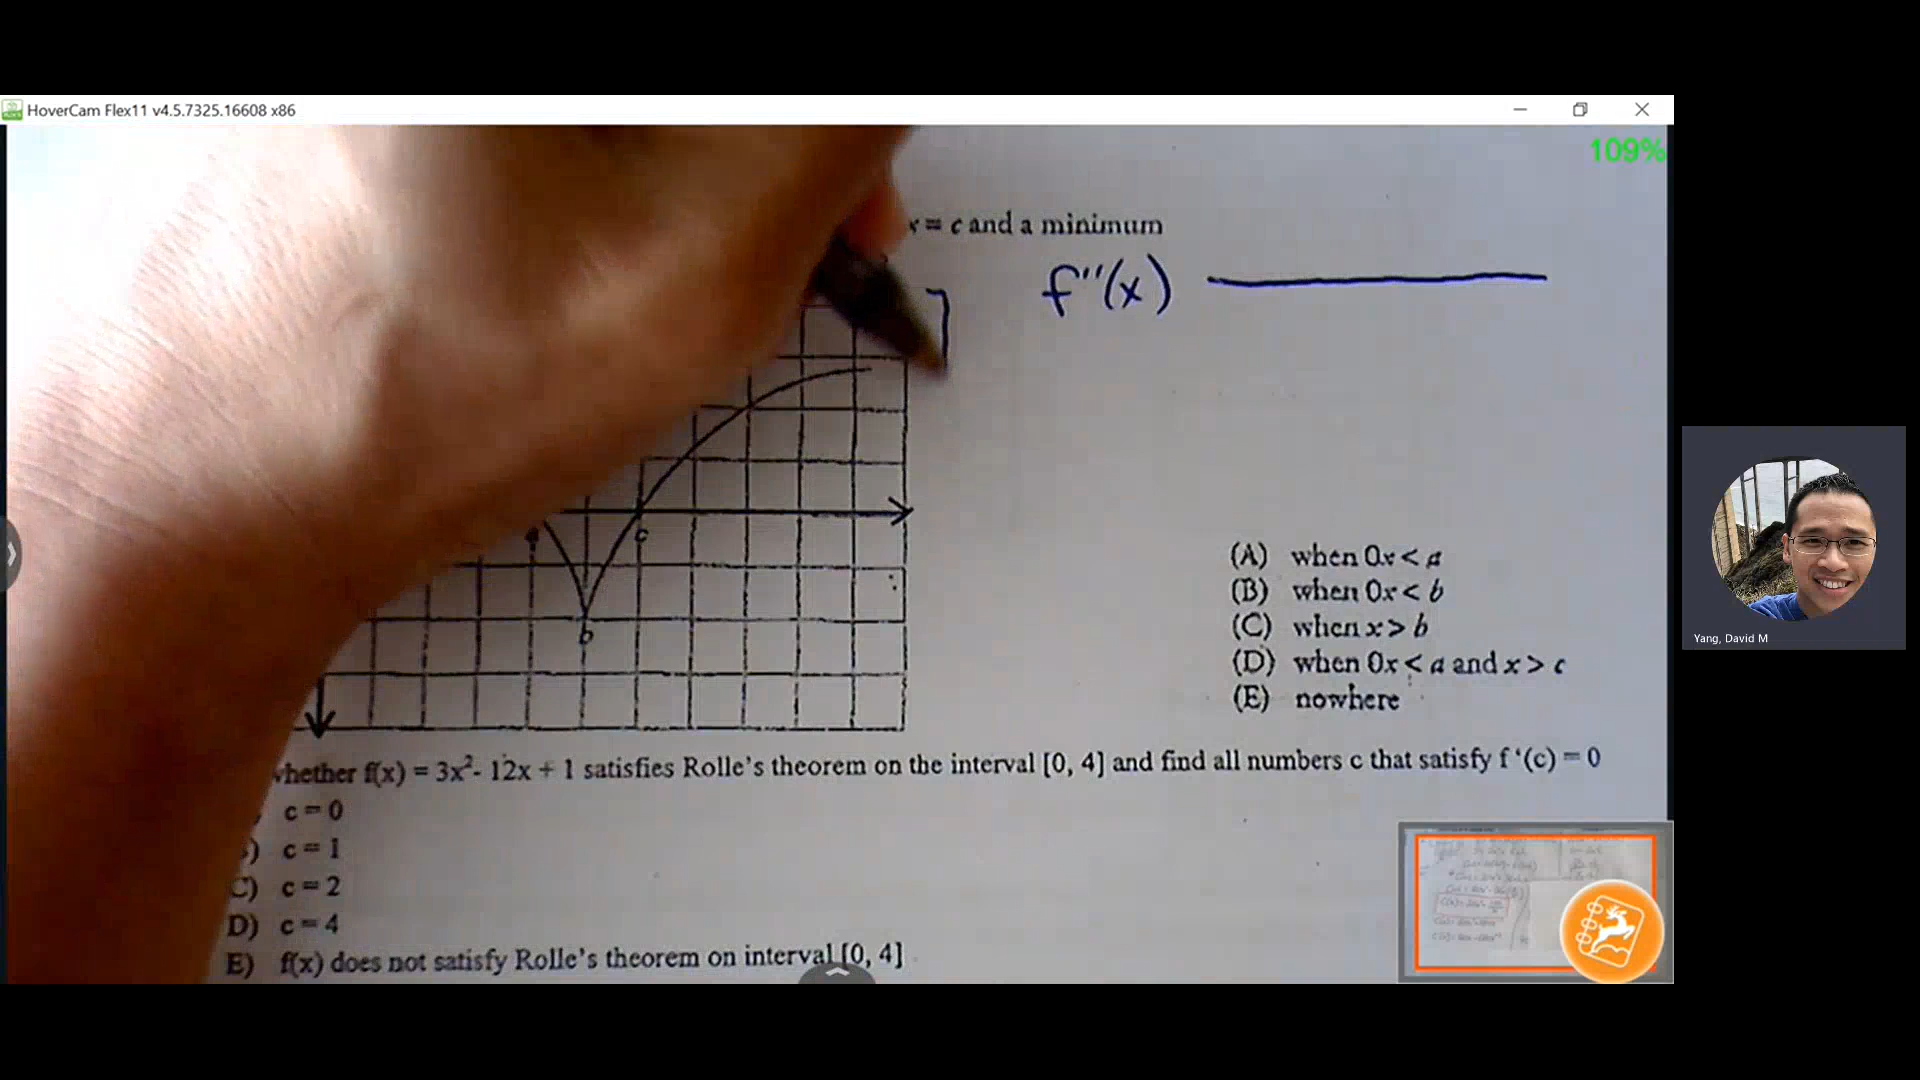 HoverCam Flex11 v4.5.7325.16608 x86
109%
x = c and a minimum
f''(x)
a
c
b
(A) when 0x < a
(B) when 0x < b
(C) when x > b
(D) when 0x < a and x > c
(E) nowhere
whether f(x) = 3x²- 12x + 1 satisfies Rolle's theorem on the interval [0, 4] and find all numbers c that satisfy f '(c) = 0
c = 0
) c = 1
C) c = 2
D) c = 4
E) f(x) does not satisfy Rolle's theorem on interval [0, 4]
Yang, David M